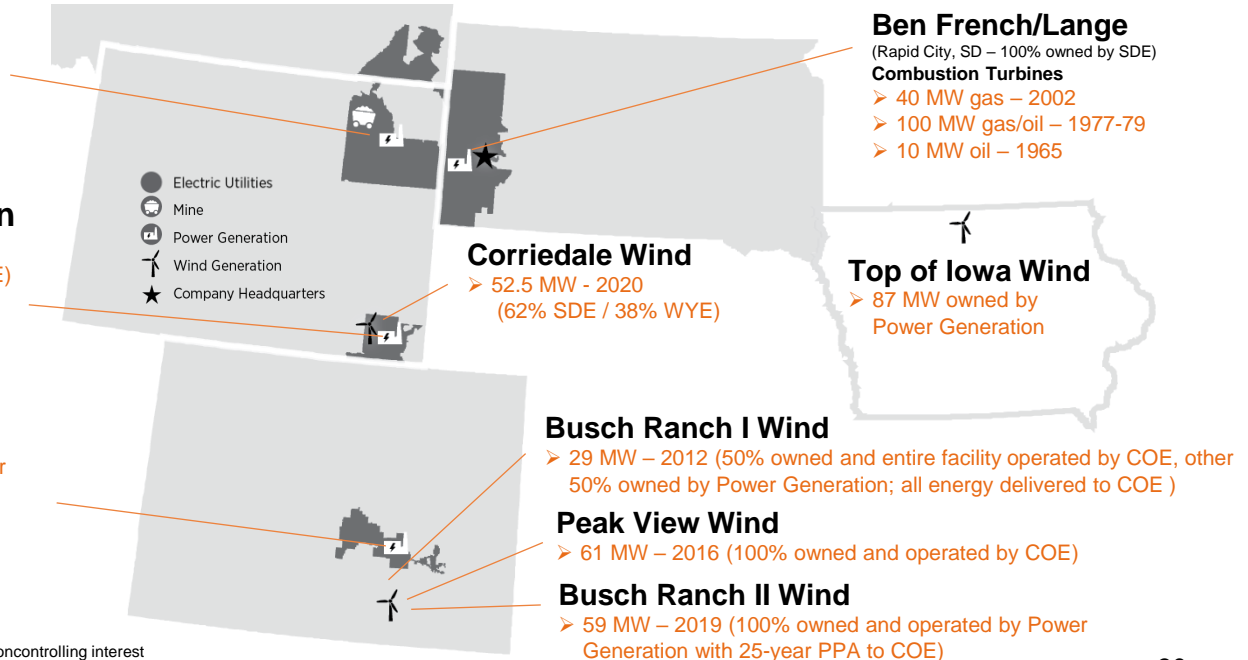 Ben French/Lange
(Rapid City, SD – 100% owned by SDE)
Combustion Turbines
➢ 40 MW gas – 2002
➢ 100 MW gas/oil – 1977-79
➢ 10 MW oil – 1965
Electric Utilities
Mine
Power Generation
Wind Generation
Company Headquarters
n
E)
Corriedale Wind
➢ 52.5 MW - 2020
(62% SDE / 38% WYE)
Top of Iowa Wind
➢ 87 MW owned by
Power Generation
r
Busch Ranch I Wind
➢ 29 MW – 2012 (50% owned and entire facility operated by COE, other
50% owned by Power Generation; all energy delivered to COE )
Peak View Wind
➢ 61 MW – 2016 (100% owned and operated by COE)
Busch Ranch II Wind
➢ 59 MW – 2019 (100% owned and operated by Power
Generation with 25-year PPA to COE)
oncontrolling interest